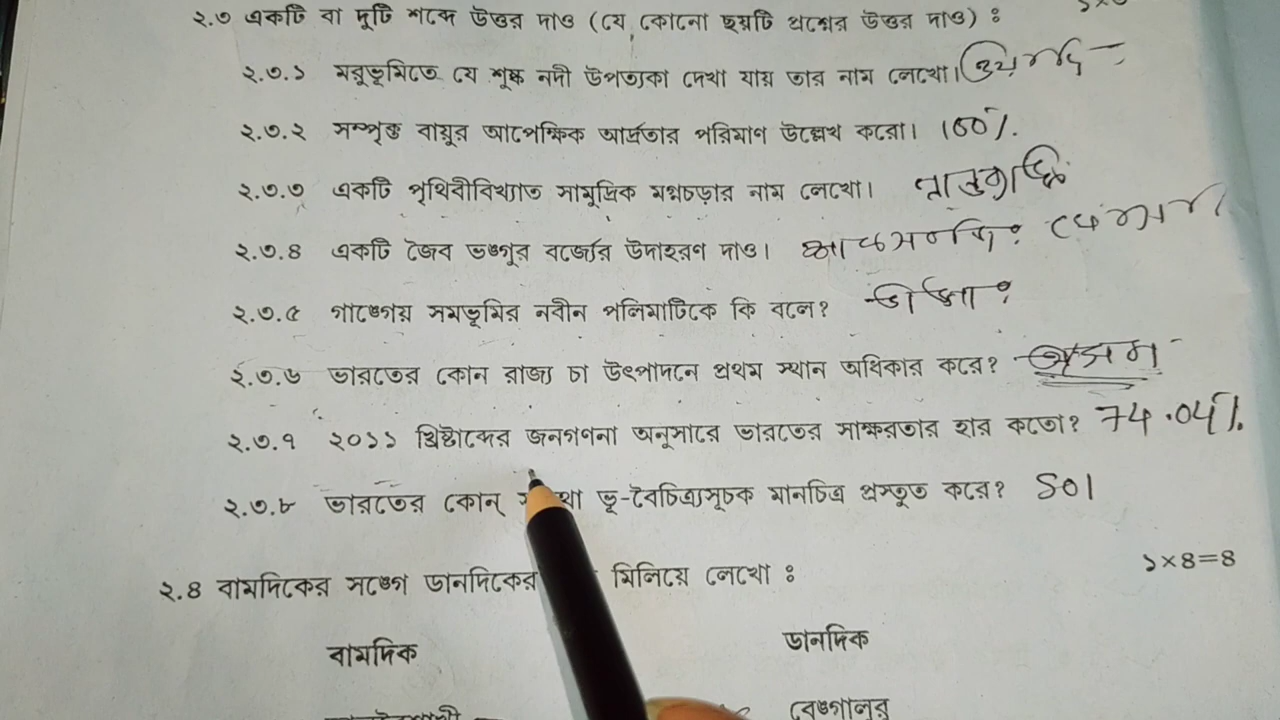 ২.৩ একটি বা দুটি শব্দে উত্তর দাও (যে কোনো ছয়টি প্রশ্নের উত্তর দাও) :
২.৩.১ মরুভূমিতে যে শুষ্ক নদী উপত্যকা দেখা যায় তার নাম লেখো।
২.৩.২ সম্পৃক্ত বায়ুর আপেক্ষিক আর্দ্রতার পরিমাণ উল্লেখ করো। 100%.
২.৩.৩ একটি পৃথিবীবিখ্যাত সামুদ্রিক মগ্নচড়ার নাম লেখো।
২.৩.৪ একটি জৈব ভঙ্গুর বর্জ্যের উদাহরণ দাও।
২.৩.৫ গাঙ্গেয় সমভূমির নবীন পলিমাটিকে কি বলে?
২.৩.৬ ভারতের কোন রাজ্য চা উৎপাদনে প্রথম স্থান অধিকার করে?
২.৩.৭ ২০১১ খ্রিষ্টাব্দের জনগণনা অনুসারে ভারতের সাক্ষরতার হার কতো? 74.04%.
২.৩.৮ ভারতের কোন্ ভূ-বৈচিত্র্যসূচক মানচিত্র প্রস্তুত করে? SOI
২.৪ বামদিকের সঙ্গে ডানদিকের মিলিয়ে লেখো : ১×৪=৪
বামদিক ডানদিক
বেঙ্গালুরু